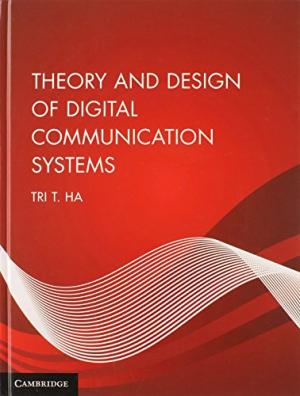 THEORY AND DESIGN
OF DIGITAL
COMMUNICATION
SYSTEMS
TRI T. HA
CAMBRIDGE